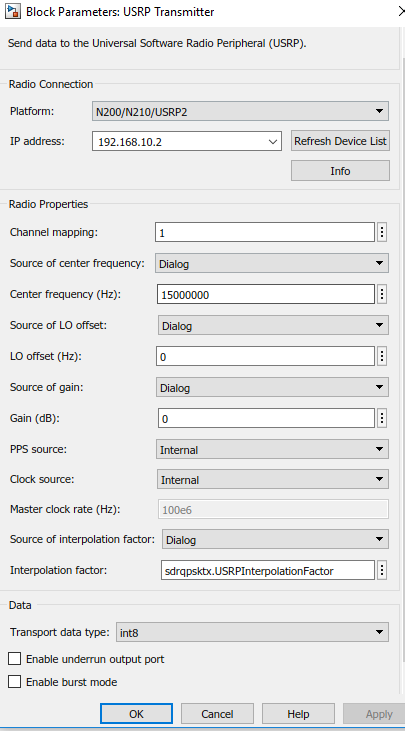 Block Parameters: USRP Transmitter
Send data to the Universal Software Radio Peripheral (USRP).
Radio Connection
Platform: N200/N210/USRP2
IP address: 192.168.10.2 Refresh Device List
Info
Radio Properties
Channel mapping: 1
Source of center frequency: Dialog
Center frequency (Hz): 15000000
Source of LO offset: Dialog
LO offset (Hz): 0
Source of gain: Dialog
Gain (dB): 0
PPS source: Internal
Clock source: Internal
Master clock rate (Hz): 100e6
Source of interpolation factor: Dialog
Interpolation factor: sdrqpsktx.USRPInterpolationFactor
Data
Transport data type: int8
Enable underrun output port
Enable burst mode
OK Cancel Help Apply